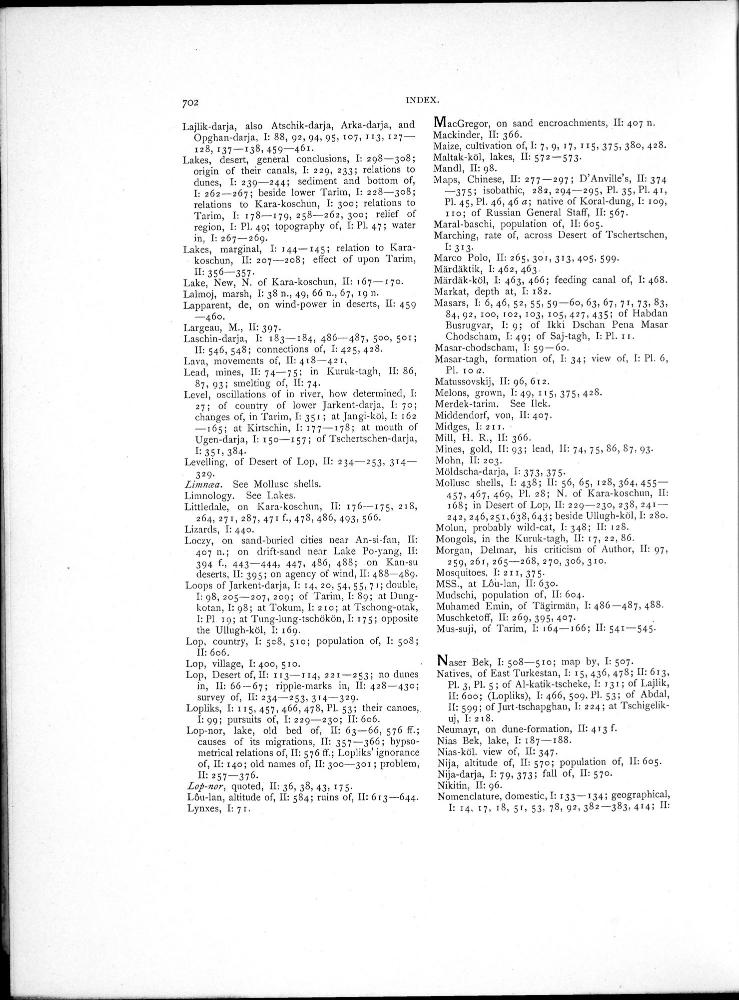 702
INDEX.
Lajlik-darja, also Atschik-darja, Arka-darja, and
Opghan-darja, I: 88, 92, 94, 95, 107, 113, 127—
128, 137—138, 459—461.
Lakes, desert, general conclusions, I: 298—308;
origin of their canals, I: 229, 233; relations to
dunes, I: 239—244; sediment and bottom of,
I: 262—267; beside lower Tarim, I: 228—308;
relations to Kara-koschun, I: 300; relations to
Tarim, I: 178—179, 258—262, 300; relief of
region, I: Pl. 49; topography of, I: Pl. 47; water
in, I: 267—269.
Lakes, marginal, I: 144—145; relation to Kara-
koschun, II: 207—208; effect of upon Tarim,
II: 356—357.
Lake, New, N. of Kara-koschun, II: 167—170.
Lalmoj, marsh, I: 38 n., 49, 66 n., 67, 19 n.
Lapparent, de, on wind-power in deserts, II: 459
—460.
Largeau, M., II: 397.
Laschin-darja, I: 183—184, 486—487, 500, 501;
II: 546, 548; connections of, I: 425, 428.
Lava, movements of, II: 418—421.
Lead, mines, II: 74—75; in Kuruk-tagh, II: 86,
87, 93; smelting of, II: 74.
Level, oscillations of in river, how determined, I:
27; of country of lower Jarkent-darja, I: 70;
changes of, in Tarim, I: 351; at Jangi-köl, I: 162
—165; at Kirtschin, I: 177—178; at mouth of
Ugen-darja, I: 150—157; of Tschertschen-darja,
I: 351, 384.
Levelling, of Desert of Lop, II: 234—253, 314—
329.
Limnæa. See Mollusc shells.
Limnology. See Lakes.
Littledale, on Kara-koschun, II: 176—175, 218,
264, 271, 287, 471 f., 478, 486, 493, 566.
Lizards, I: 440.
Loczy, on sand-buried cities near An-si-fan, II:
407 n.; on drift-sand near Lake Po-yang, II:
394 f., 443—444, 447, 486, 488; on Kan-su
deserts, II: 395; on agency of wind, II: 488—489.
Loops of Jarkent-darja, I: 14, 20, 54, 55, 71; double,
I: 98, 205—207, 209; of Tarim, I: 89; at Dung-
kotan, I: 98; at Tokum, I: 210; at Tschong-otak,
I: Pl 19; at Tung-lung-tschökön, I: 175; opposite
the Ullugh-köl, I: 169.
Lop, country, I: 508, 510; population of, I: 508;
II: 606.
Lop, village, I: 400, 510.
Lop, Desert of, II: 113—114, 221—253; no dunes
in, II: 66—67; ripple-marks in, II: 428—430;
survey of, II: 234—253, 314—329.
Lopliks, I: 115, 457, 466, 478, Pl. 53; their canoes,
I: 99; pursuits of, I: 229—230; II: 606.
Lop-nor, lake, old bed of, II: 63—66, 576 ff.;
causes of its migrations, II: 357—366; hypso-
metrical relations of, II: 576 ff.; Lopliks' ignorance
of, II: 140; old names of, II: 300—301; problem,
II: 257—376.
Lop-nor, quoted, II: 36, 38, 43, 175.
Lôu-lan, altitude of, II: 584; ruins of, II: 613—644.
Lynxes, I: 71.
MacGregor, on sand encroachments, II: 407 n.
Mackinder, II: 366.
Maize, cultivation of, I: 7, 9, 17, 115, 375, 380, 428.
Maltak-köl, lakes, II: 572—573.
Mandl, II: 98.
Maps, Chinese, II: 277—297; D'Anville's, II: 374
—375; isobathic, 282, 294—295, Pl. 35, Pl. 41,
Pl. 45, Pl. 46, 46 a; native of Koral-dung, I: 109,
110; of Russian General Staff, II: 567.
Maral-baschi, population of, II: 605.
Marching, rate of, across Desert of Tschertschen,
I: 313.
Marco Polo, II: 265, 301, 313, 405, 599.
Märdäktik, I: 462, 463.
Märdäk-köl, I: 463, 466; feeding canal of, I: 468.
Markat, depth at, I: 182.
Masars, I: 6, 46, 52, 55, 59—60, 63, 67, 71, 73, 83,
84, 92, 100, 102, 103, 105, 427, 435; of Habdan
Busrugvar, I: 9; of Ikki Dschan Pena Masar
Chodscham, I: 49; of Saj-tagh, I: Pl. 11.
Masar-chodscham, I: 59—60.
Masar-tagh, formation of, I: 34; view of, I: Pl. 6,
Pl. 10 a.
Matussovskij, II: 96, 612.
Melons, grown, I: 49, 115, 375, 428.
Merdek-tarim. See Ilek.
Middendorf, von, II: 407.
Midges, I: 211.
Mill, H. R., II: 366.
Mines, gold, II: 93; lead, II: 74, 75, 86, 87, 93.
Mohn, II: 203.
Möldscha-darja, I: 373, 375.
Mollusc shells, I: 438; II: 56, 65, 128, 364, 455—
457, 467, 469, Pl. 28; N. of Kara-koschun, II:
168; in Desert of Lop, II: 229—230, 238, 241—
242, 246, 251, 638, 643; beside Ullugh-köl, I: 280.
Molun, probably wild-cat, I: 348; II: 128.
Mongols, in the Kuruk-tagh, II: 17, 22, 86.
Morgan, Delmar, his criticism of Author, II: 97,
259, 261, 265—268, 270, 306, 310.
Mosquitoes, I: 211, 375.
MSS., at Lôu-lan, II: 630.
Mudschi, population of, II: 604.
Muhamed Emin, of Tägirmän, I: 486—487, 488.
Muschketoff, II: 269, 395, 407.
Mus-suji, of Tarim, I: 164—166; II: 541—545.
Naser Bek, I: 508—510; map by, I: 507.
Natives, of East Turkestan, I: 15, 436, 478; II: 613,
Pl. 3, Pl. 5; of Al-katik-tscheke, I: 131; of Lajlik,
II: 600; (Lopliks), I: 466, 509, Pl. 53; of Abdal,
II: 599; of Jurt-tschapghan, I: 224; at Tschigelik-
uj, I: 218.
Neumayr, on dune-formation, II: 413 f.
Nias Bek, lake, I: 187—188.
Nias-köl, view of, II: 347.
Nija, altitude of, II: 570; population of, II: 605.
Nija-darja, I: 79, 373; fall of, II: 570.
Nikitin, II: 96.
Nomenclature, domestic, I: 133—134; geographical,
I: 14, 17, 18, 51, 53, 78, 92, 382—383, 414; II: